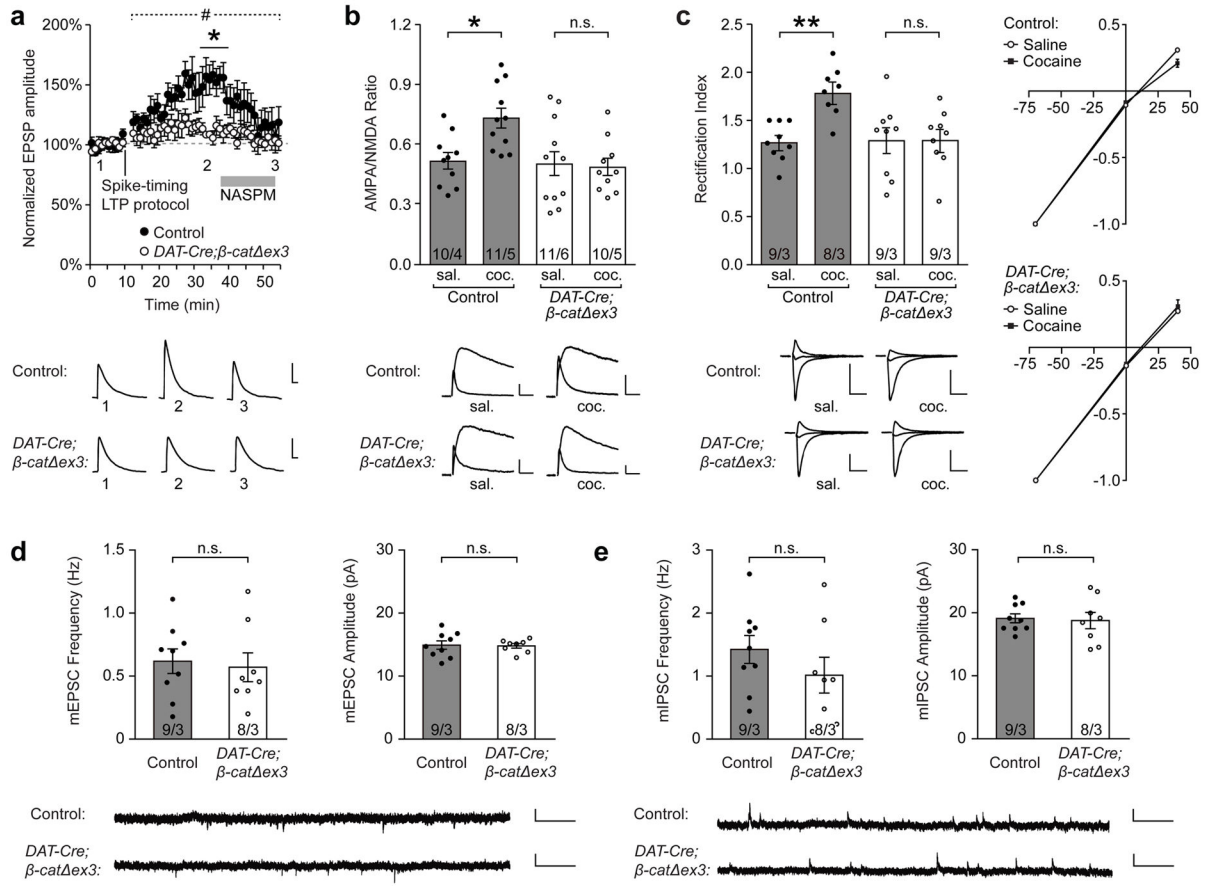 a
Normalized EPSP amplitude
200%
150%
100%
50%
0%
#
*
1
2
3
Spike-timing
LTP protocol
NASPM
Control
DAT-Cre;β-catΔex3
0 10 20 30 40 50
Time (min)
Control:
1 2 3
DAT-Cre;
β-catΔex3:
1 2 3
b
AMPA/NMDA Ratio
1.2
0.9
0.6
0.3
0.0
*
n.s.
10/4 11/5 11/6 10/5
sal. coc. sal. coc.
Control
DAT-Cre;
β-catΔex3
Control:
sal. coc.
DAT-Cre;
β-catΔex3:
sal. coc.
c
Rectification Index
2.5
2.0
1.5
1.0
0.5
0.0
**
n.s.
9/3 8/3 9/3 9/3
sal. coc. sal. coc.
Control
DAT-Cre;
β-catΔex3
Control:
sal. coc.
DAT-Cre;
β-catΔex3:
sal. coc.
Control:
Saline
Cocaine
0.5
-75 -50 -25 0 25 50
-0.5
-1.0
DAT-Cre;
β-catΔex3:
Saline
Cocaine
0.5
-75 -50 -25 0 25 50
-0.5
-1.0
d
mEPSC Frequency (Hz)
1.5
1.0
0.5
0
n.s.
9/3 8/3
Control
DAT-Cre;
β-catΔex3
mEPSC Amplitude (pA)
30
20
10
0
n.s.
9/3 8/3
Control
DAT-Cre;
β-catΔex3
Control:
DAT-Cre;
β-catΔex3:
e
mIPSC Frequency (Hz)
3
2
1
0
n.s.
9/3 8/3
Control
DAT-Cre;
β-catΔex3
mIPSC Amplitude (pA)
30
20
10
0
n.s.
9/3 8/3
Control
DAT-Cre;
β-catΔex3
Control:
DAT-Cre;
β-catΔex3: